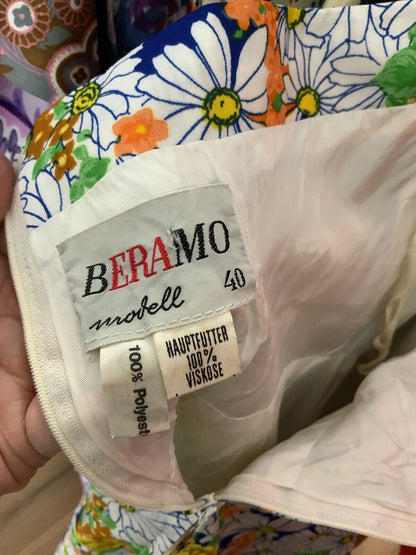 BERAMO
modell 40
100% Polyest
HAUPTFUTTER
100%
VISKOSE